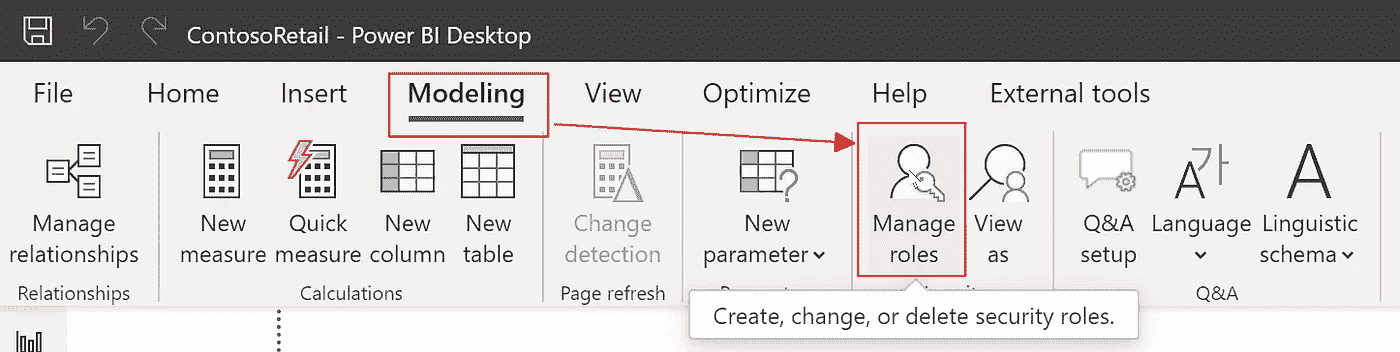 ContosoRetail - Power BI Desktop
File Home Insert Modeling View Optimize Help External tools
Manage relationships
New measure
Quick measure
New column
New table
Change detection
New parameter
Manage roles
View as
Q&A setup
Language
Linguistic schema
Relationships
Calculations
Page refresh
Q&A
Create, change, or delete security roles.